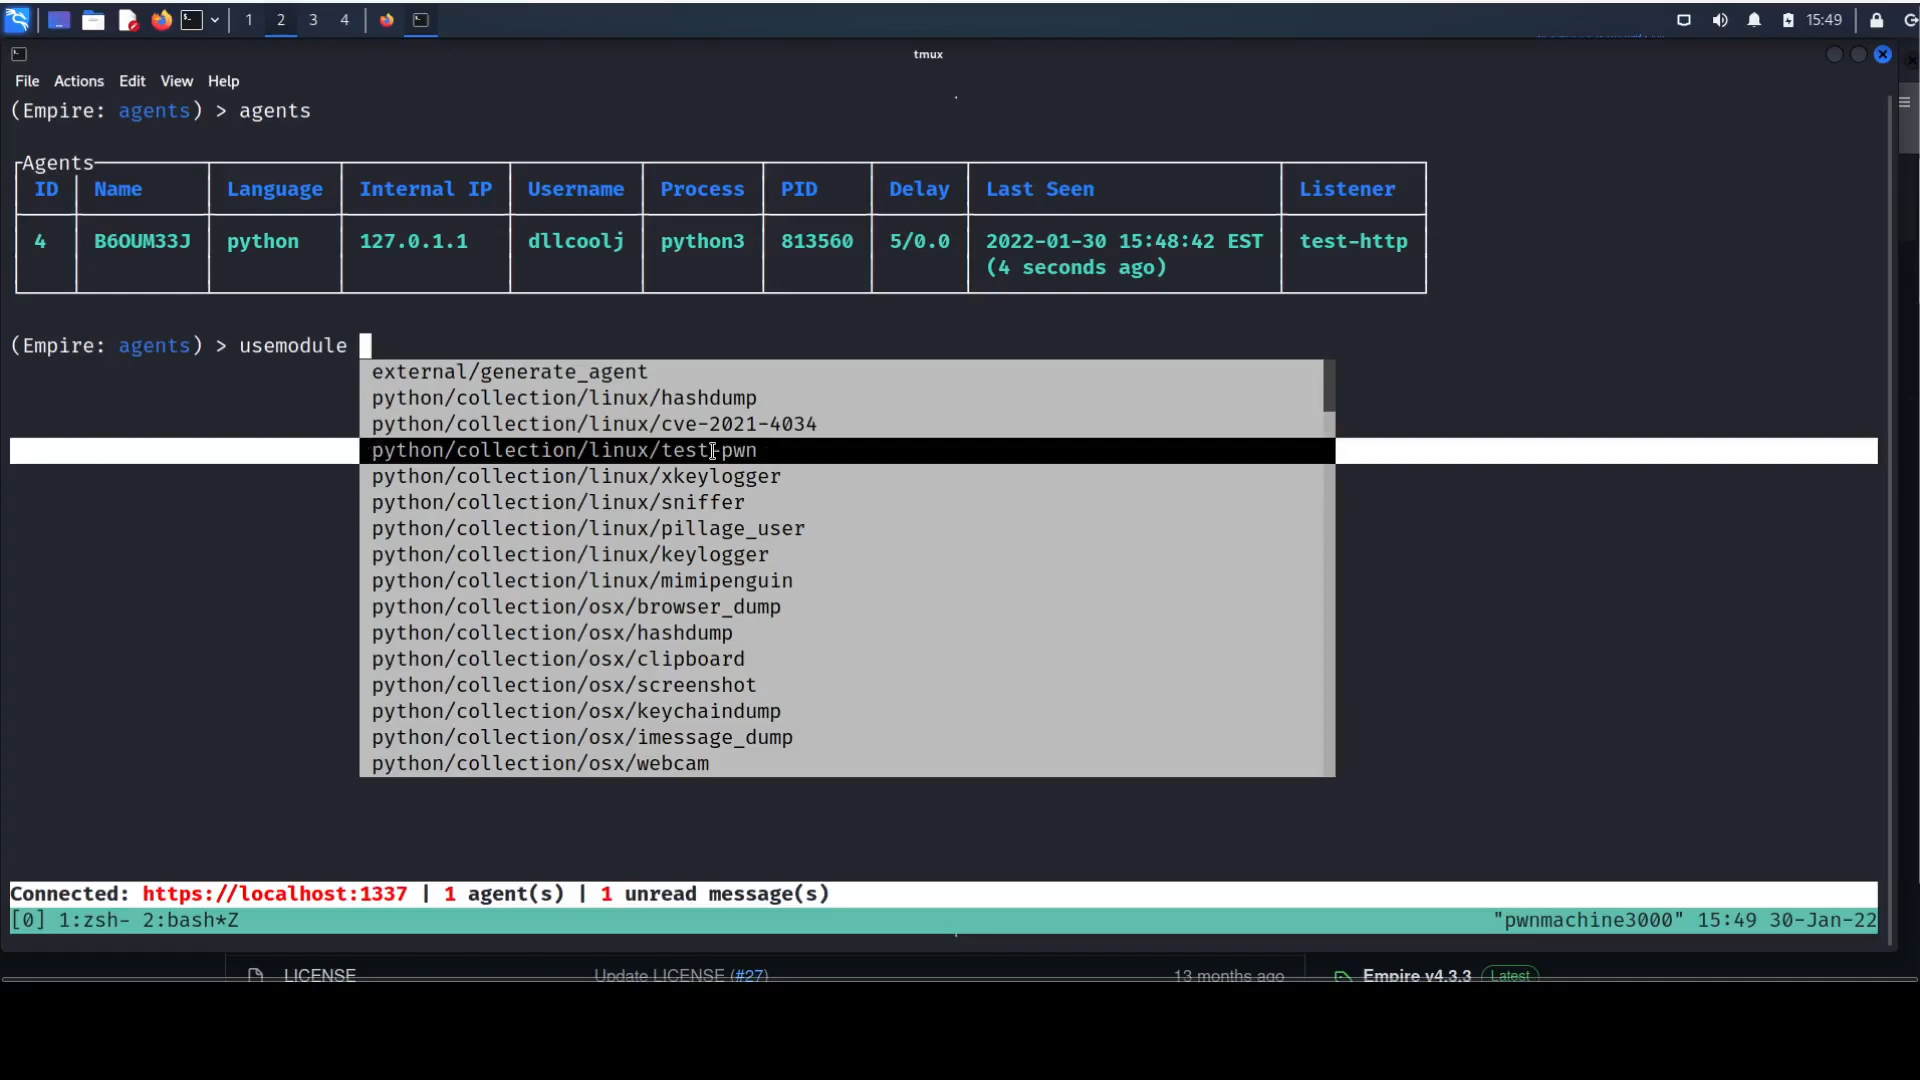 1 2 3 4 15:49
tmux
File Actions Edit View Help
(Empire: agents) > agents
Agents
ID Name Language Internal IP Username Process PID Delay Last Seen Listener
4 B6OUM33J python 127.0.1.1 dllcoolj python3 813560 5/0.0 2022-01-30 15:48:42 EST test-http
(4 seconds ago)
(Empire: agents) > usemodule
external/generate_agent
python/collection/linux/hashdump
python/collection/linux/cve-2021-4034
python/collection/linux/test-pwn
python/collection/linux/xkeylogger
python/collection/linux/sniffer
python/collection/linux/pillage_user
python/collection/linux/keylogger
python/collection/linux/mimipenguin
python/collection/osx/browser_dump
python/collection/osx/hashdump
python/collection/osx/clipboard
python/collection/osx/screenshot
python/collection/osx/keychaindump
python/collection/osx/imessage_dump
python/collection/osx/webcam
Connected: https://localhost:1337 | 1 agent(s) | 1 unread message(s)
[0] 1:zsh- 2:bash*Z "pwnmachine3000" 15:49 30-Jan-22
LICENSE Update LICENSE (#27) 13 months ago Empire v4.3.3 Latest